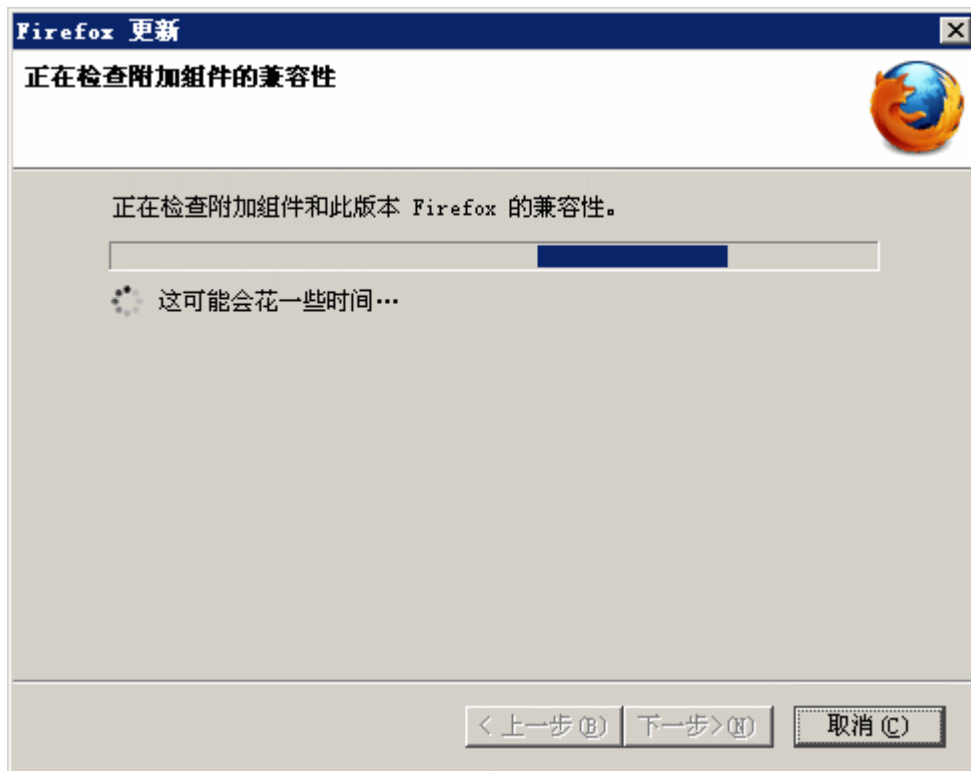 Firefox 更新
正在检查附加组件的兼容性
正在检查附加组件和此版本 Firefox 的兼容性。
这可能会花一些时间…
< 上一步(B) 下一步>(N) 取消(C)